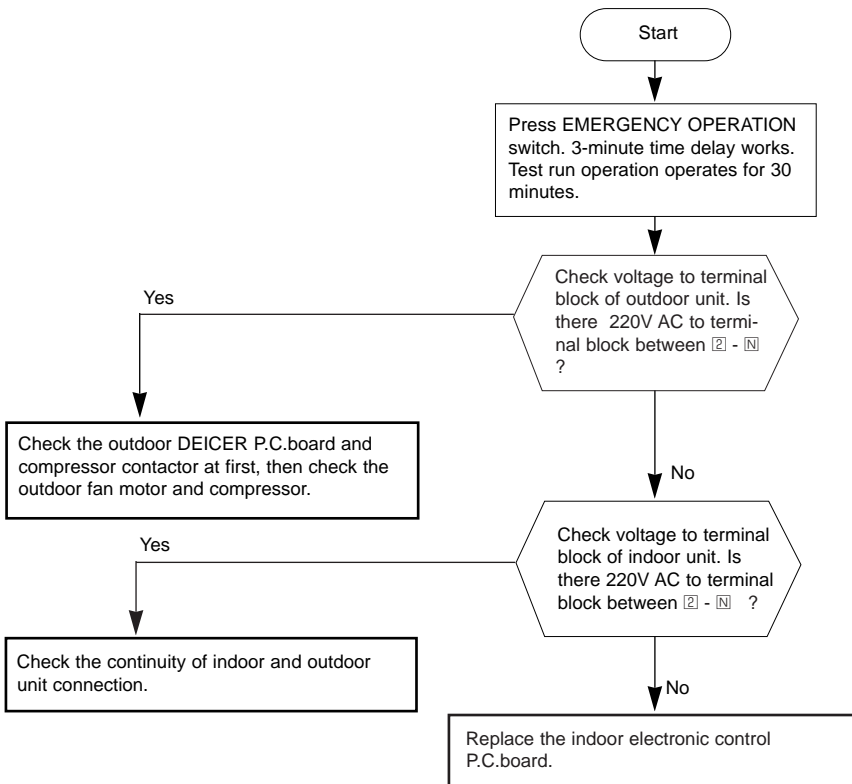 Start
Press EMERGENCY OPERATION
switch. 3-minute time delay works.
Test run operation operates for 30
minutes.
Check voltage to terminal
block of outdoor unit. Is
there 220V AC to termi-
nal block between 2 - N
?
Yes
Check the outdoor DEICER P.C.board and
compressor contactor at first, then check the
outdoor fan motor and compressor.
No
Check voltage to terminal
block of indoor unit. Is
there 220V AC to terminal
block between 2 - N ?
Yes
Check the continuity of indoor and outdoor
unit connection.
No
Replace the indoor electronic control
P.C.board.